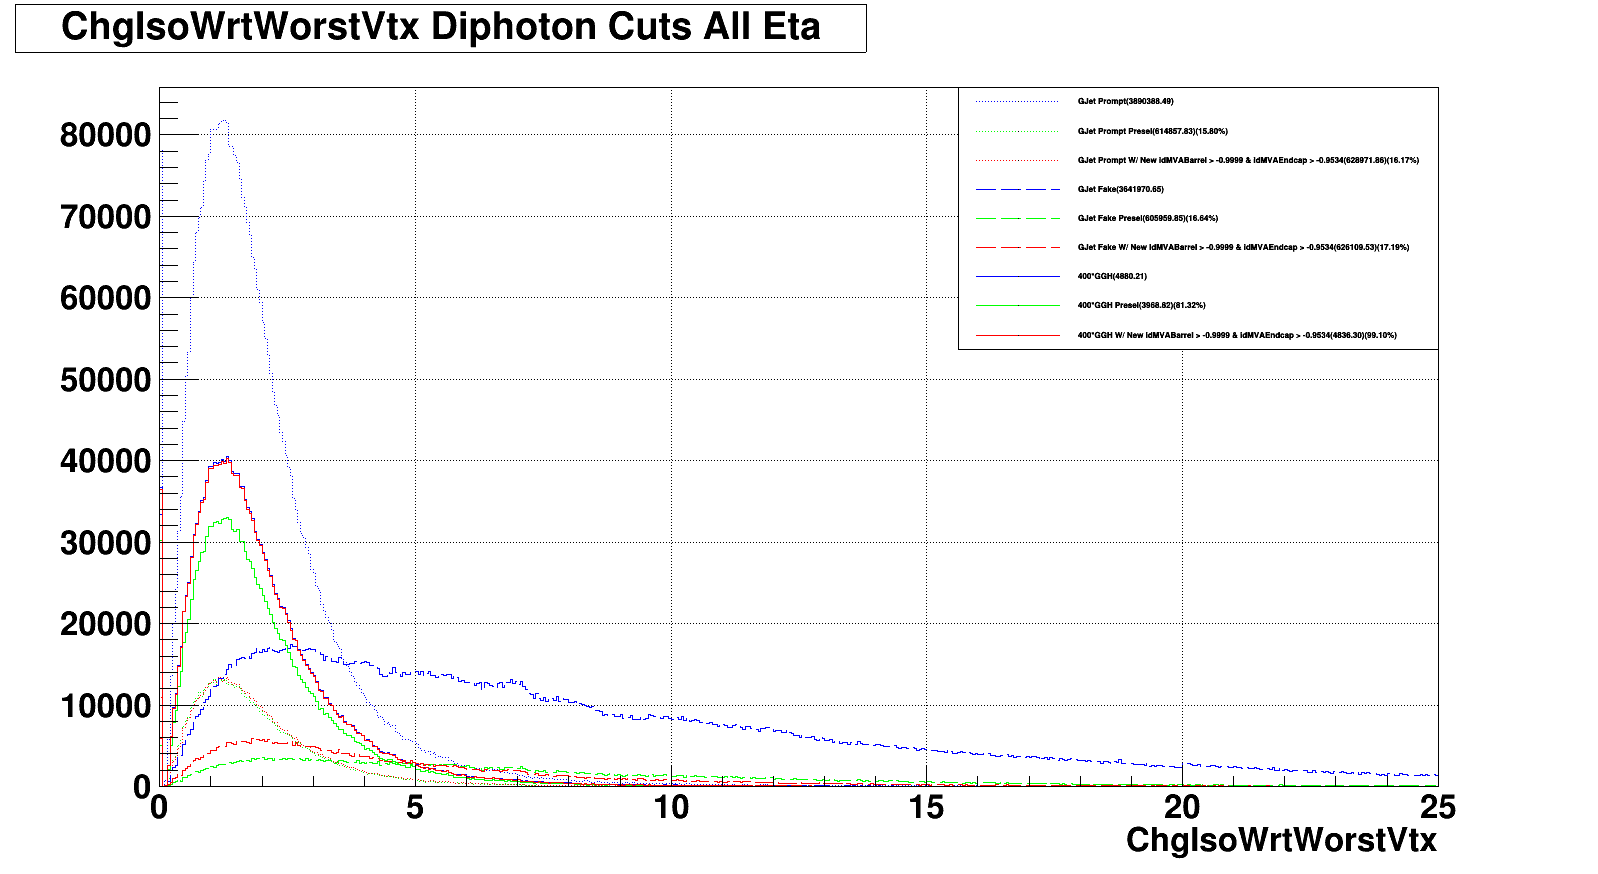 ChgIsoWrtWorstVtx Diphoton Cuts All Eta
GJet Prompt(3890388.49)
GJet Prompt Presel(614857.83)(15.80%)
GJet Prompt W/ New idMVABarrel > -0.9999 & idMVAEndcap > -0.9534(628971.86)(16.17%)
GJet Fake(3641970.65)
GJet Fake Presel(605959.85)(16.64%)
GJet Fake W/ New idMVABarrel > -0.9999 & idMVAEndcap > -0.9534(626109.53)(17.19%)
400*GGH(4880.21)
400*GGH Presel(3968.82)(81.32%)
400*GGH W/ New idMVABarrel > -0.9999 & idMVAEndcap > -0.9534(4836.30)(99.10%)
80000
70000
60000
50000
40000
30000
20000
10000
0
0 5 10 15 20 25
ChgIsoWrtWorstVtx